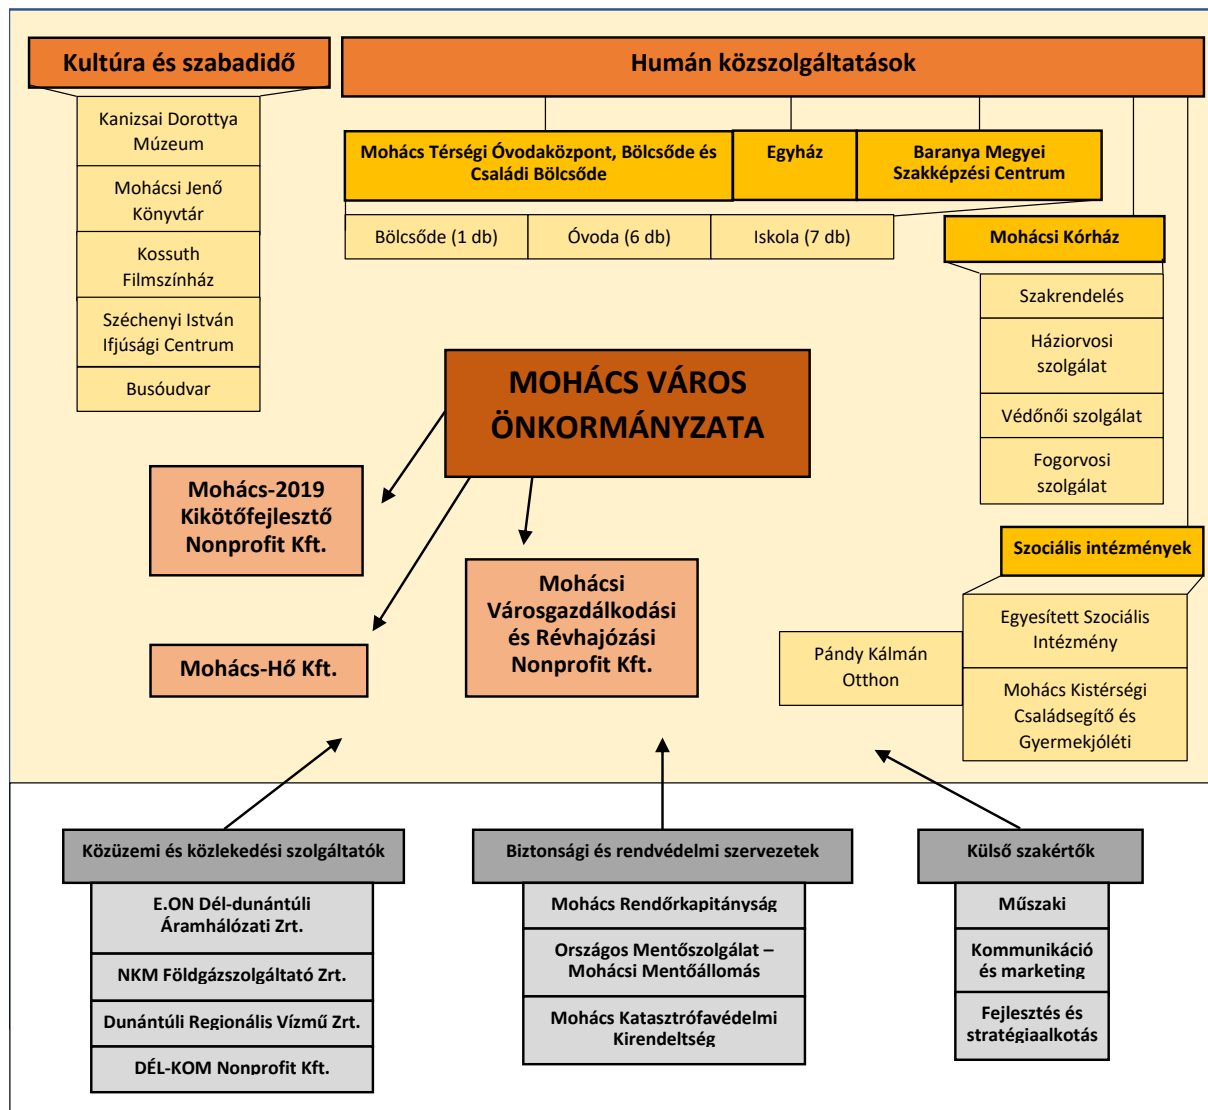 Kultúra és szabadidő
Kanizsai Dorottya
Múzeum
Mohácsi Jenő
Könyvtár
Kossuth
Filmszínház
Széchenyi István
Ifjúsági Centrum
Busóudvar
Humán közszolgáltatások
Mohács Térségi Óvodaközpont, Bölcsőde és
Családi Bölcsőde
Egyház
Baranya Megyei
Szakképzési Centrum
Bölcsőde (1 db)
Óvoda (6 db)
Iskola (7 db)
Mohácsi Kórház
Szakrendelés
Háziorvosi
szolgálat
Védőnői szolgálat
Fogorvosi
szolgálat
MOHÁCS VÁROS
ÖNKORMÁNYZATA
Mohács-2019
Kikötőfejlesztő
Nonprofit Kft.
Mohács-Hő Kft.
Mohácsi
Városgazdálkodási
és Révhajózási
Nonprofit Kft.
Szociális intézmények
Egyesített Szociális
Intézmény
Pándy Kálmán
Otthon
Mohács Kistérségi
Családsegítő és
Gyermekjóléti
Közüzemi és közlekedési szolgáltatók
E.ON Dél-dunántúli
Áramhálózati Zrt.
NKM Földgázszolgáltató Zrt.
Dunántúli Regionális Vízmű Zrt.
DÉL-KOM Nonprofit Kft.
Biztonsági és rendvédelmi szervezetek
Mohács Rendőrkapitányság
Országos Mentőszolgálat –
Mohácsi Mentőállomás
Mohács Katasztrófavédelmi
Kirendeltség
Külső szakértők
Műszaki
Kommunikáció
és marketing
Fejlesztés és
stratégiaalkotás